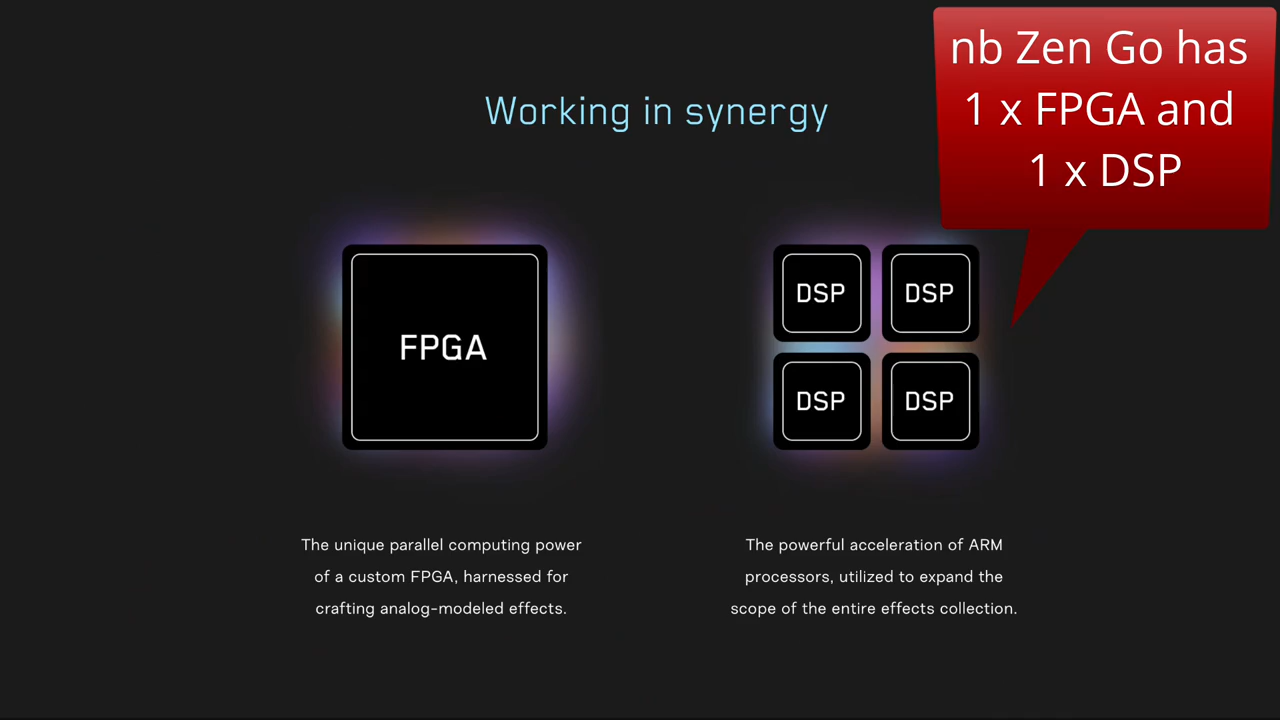 nb Zen Go has
1 x FPGA and
1 x DSP
Working in synergy
FPGA
DSP
DSP
DSP
DSP
The unique parallel computing power
of a custom FPGA, harnessed for
crafting analog-modeled effects.
The powerful acceleration of ARM
processors, utilized to expand the
scope of the entire effects collection.